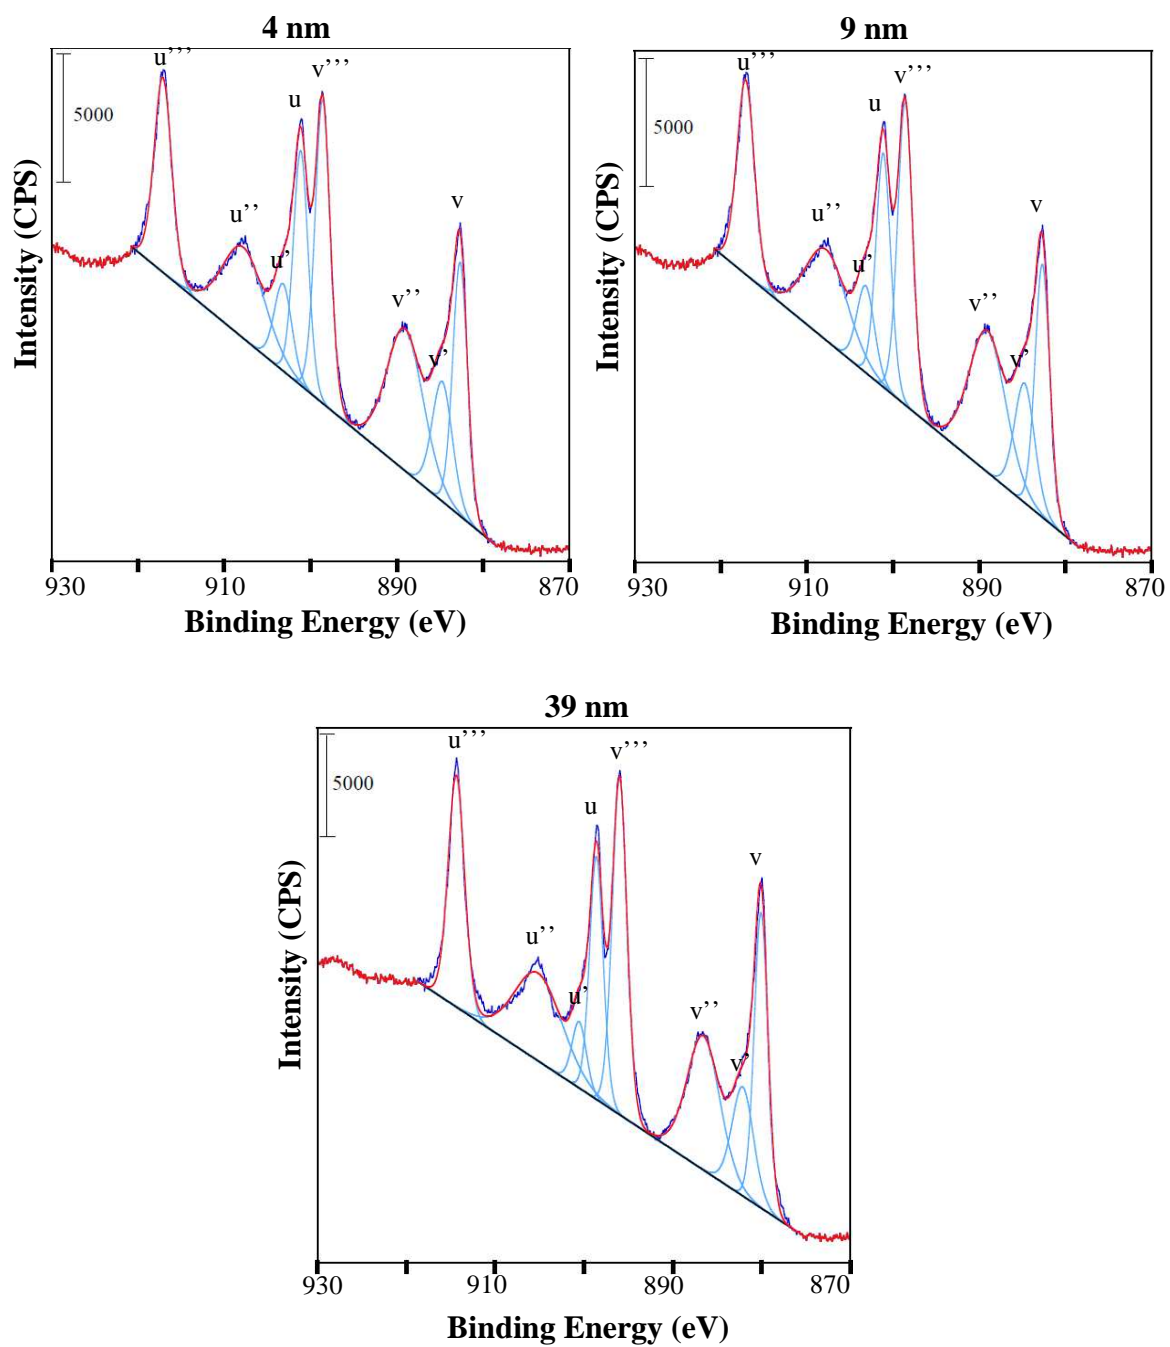 4 nm
u’’’
v’’’
u
5000
v
u’’
u’
v’’
v’
Intensity (CPS)
930 910 890 870
Binding Energy (eV)
9 nm
u’’’
v’’’
u
5000
v
u’’
u’
v’’
v’
Intensity (CPS)
930 910 890 870
Binding Energy (eV)
39 nm
u’’’
v’’’
5000
u
v
u’’
u’
v’’
v’
Intensity (CPS)
930 910 890 870
Binding Energy (eV)